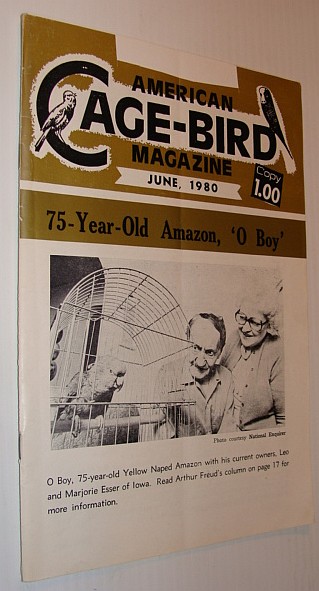 AMERICAN
CAGE-BIRD
MAGAZINE
JUNE, 1980
Copy
1.00
75-Year-Old Amazon, 'O Boy'
Photo courtesy National Enquirer
O Boy, 75-year-old Yellow Naped Amazon with his current owners, Leo
and Marjorie Esser of Iowa. Read Arthur Freud's column on page 17 for
more information.